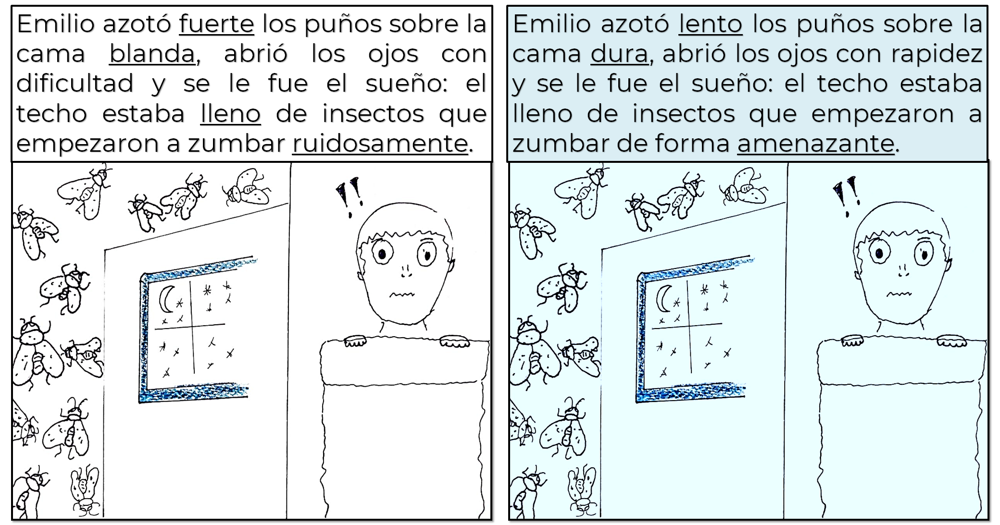 Emilio azotó fuerte los puños sobre la
cama blanda, abrió los ojos con
dificultad y se le fue el sueño: el
techo estaba lleno de insectos que
empezaron a zumbar ruidosamente.
Emilio azotó lento los puños sobre la
cama dura, abrió los ojos con rapidez
y se le fue el sueño: el techo estaba
lleno de insectos que empezaron a
zumbar de forma amenazante.
!!
!!